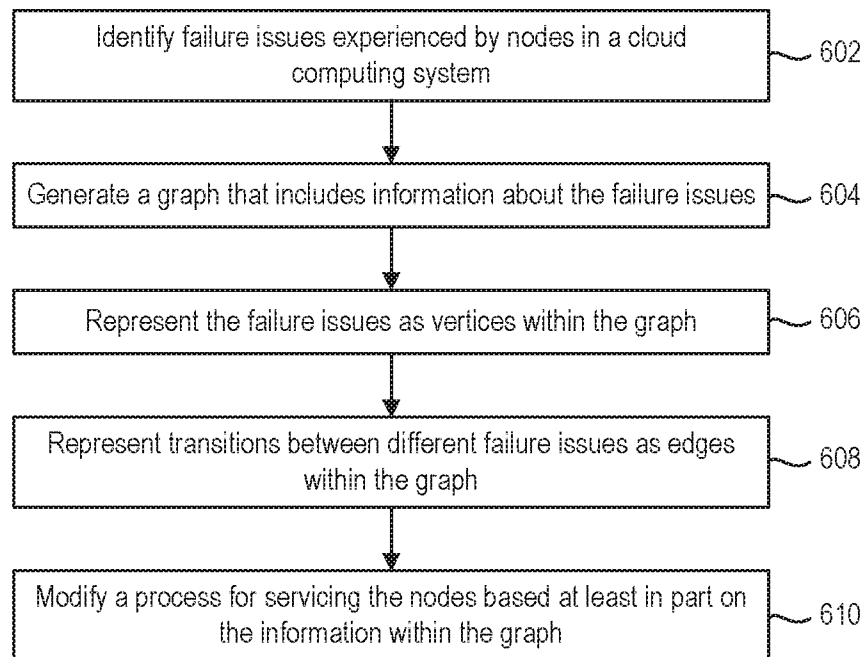 Identify failure issues experienced by nodes in a cloud
computing system
602
Generate a graph that includes information about the failure issues
604
Represent the failure issues as vertices within the graph
606
Represent transitions between different failure issues as edges
within the graph
608
Modify a process for servicing the nodes based at least in part on
the information within the graph
610